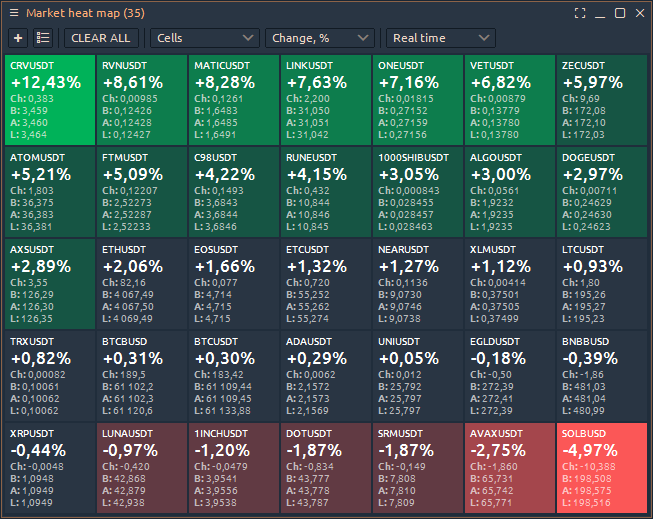 Market heat map (35)
CLEAR ALL Cells Change, % Real time
CRVUSDT
+12,43%
Ch: 0,383
B: 3,459
A: 3,460
L: 3,464
RVNUSDT
+8,61%
Ch: 0,00985
B: 0,12426
A: 0,12428
L: 0,12427
MATICUSDT
+8,28%
Ch: 0,1261
B: 1,6483
A: 1,6485
L: 1,6491
LINKUSDT
+7,63%
Ch: 2,200
B: 31,050
A: 31,051
L: 31,042
ONEUSDT
+7,16%
Ch: 0,01815
B: 0,27152
A: 0,27159
L: 0,27156
VETUSDT
+6,82%
Ch: 0,00879
B: 0,13779
A: 0,13780
L: 0,13780
ZECUSDT
+5,97%
Ch: 9,69
B: 172,08
A: 172,10
L: 172,03
ATOMUSDT
+5,21%
Ch: 1,803
B: 36,375
A: 36,383
L: 36,381
FTMUSDT
+5,09%
Ch: 0,12207
B: 2,52273
A: 2,52287
L: 2,52233
C98USDT
+4,22%
Ch: 0,1493
B: 3,6843
A: 3,6844
L: 3,6846
RUNEUSDT
+4,15%
Ch: 0,432
B: 10,844
A: 10,846
L: 10,845
1000SHIBUSDT
+3,05%
Ch: 0,000843
B: 0,028455
A: 0,028457
L: 0,028463
ALGOUSDT
+3,00%
Ch: 0,0561
B: 1,9232
A: 1,9235
L: 1,9235
DOGEUSDT
+2,97%
Ch: 0,00711
B: 0,24629
A: 0,24630
L: 0,24623
AXSUSDT
+2,89%
Ch: 3,55
B: 126,29
A: 126,30
L: 126,35
ETHUSDT
+2,06%
Ch: 82,16
B: 4 067,49
A: 4 067,50
L: 4 069,49
EOSUSDT
+1,66%
Ch: 0,077
B: 4,714
A: 4,715
L: 4,715
ETCUSDT
+1,32%
Ch: 0,720
B: 55,252
A: 55,262
L: 55,274
NEARUSDT
+1,27%
Ch: 0,1136
B: 9,0730
A: 9,0746
L: 9,0738
XLMUSDT
+1,12%
Ch: 0,00414
B: 0,37501
A: 0,37505
L: 0,37499
LTCUSDT
+0,93%
Ch: 1,80
B: 195,26
A: 195,27
L: 195,23
TRXUSDT
+0,82%
Ch: 0,00082
B: 0,10061
A: 0,10062
L: 0,10062
BTCBUSD
+0,31%
Ch: 189,5
B: 61 102,2
A: 61 102,3
L: 61 120,6
BTCUSDT
+0,30%
Ch: 183,42
B: 61 109,44
A: 61 109,45
L: 61 133,88
ADAUSDT
+0,29%
Ch: 0,0062
B: 2,1572
A: 2,1573
L: 2,1569
UNIUSDT
+0,05%
Ch: 0,012
B: 25,792
A: 25,797
L: 25,797
EGLDUSDT
-0,18%
Ch: -0,50
B: 272,39
A: 272,41
L: 272,39
BNBBUSD
-0,39%
Ch: -1,86
B: 481,03
A: 481,04
L: 480,99
XRPUSDT
-0,44%
Ch: -0,0048
B: 1,0948
A: 1,0949
L: 1,0949
LUNAUSDT
-0,97%
Ch: -0,420
B: 42,868
A: 42,879
L: 42,938
1INCHUSDT
-1,20%
Ch: -0,0479
B: 3,9541
A: 3,9556
L: 3,9538
DOTUSDT
-1,87%
Ch: -0,834
B: 43,777
A: 43,778
L: 43,787
SRMUSDT
-1,87%
Ch: -0,149
B: 7,808
A: 7,810
L: 7,809
AVAXUSDT
-2,75%
Ch: -1,860
B: 65,731
A: 65,742
L: 65,771
SOLBUSD
-4,97%
Ch: -10,388
B: 198,508
A: 198,575
L: 198,516